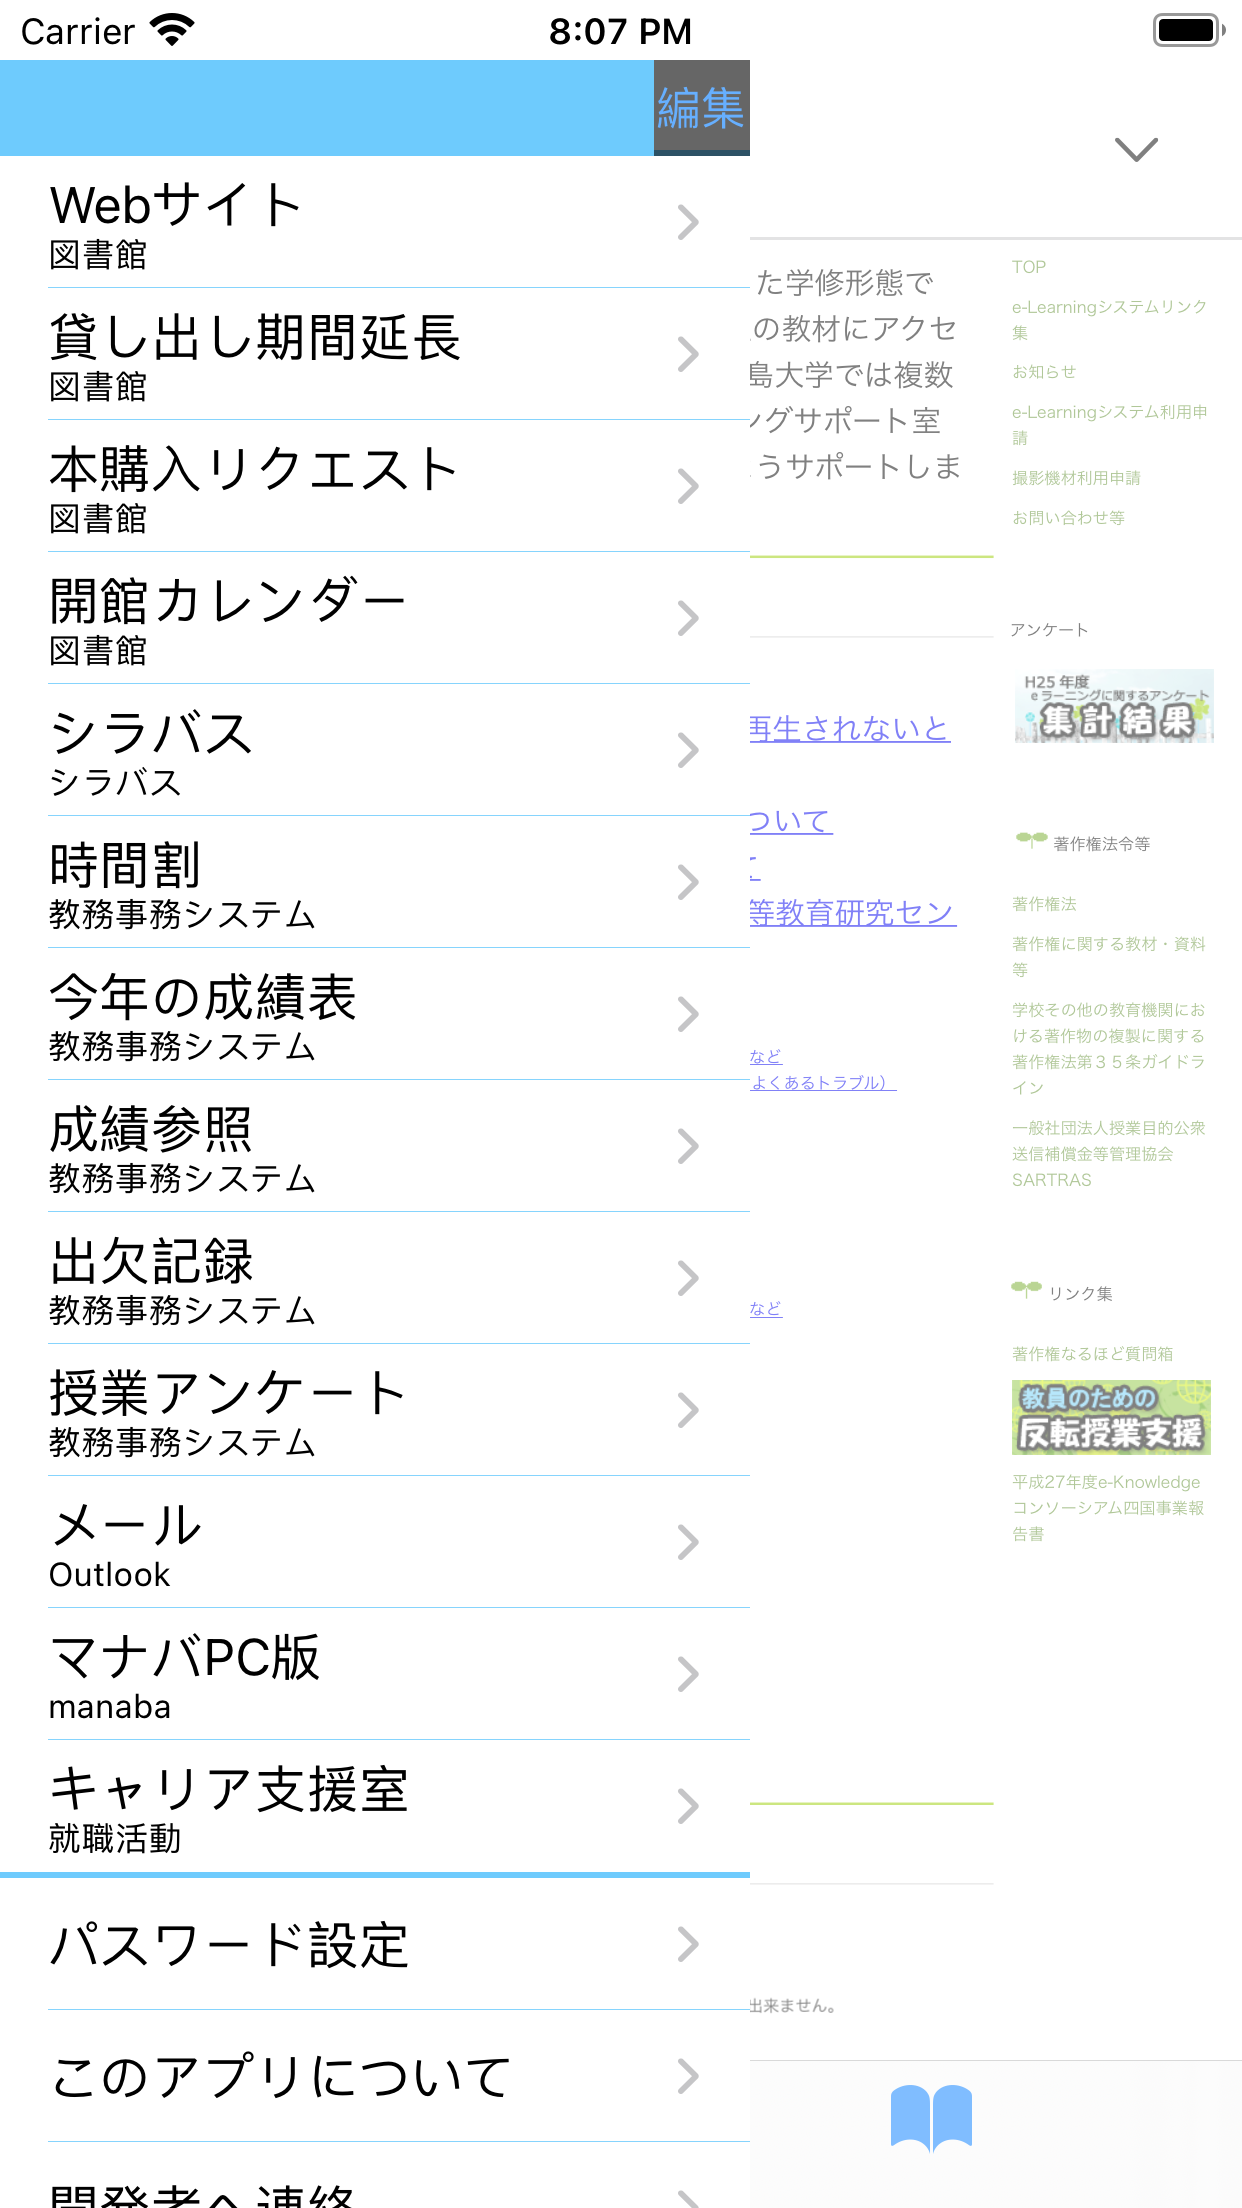 Carrier
8:07 PM
編集
Webサイト
図書館
貸し出し期間延長
図書館
本購入リクエスト
図書館
開館カレンダー
図書館
シラバス
シラバス
時間割
教務事務システム
今年の成績表
教務事務システム
成績参照
教務事務システム
出欠記録
教務事務システム
授業アンケート
教務事務システム
メール
Outlook
マナバPC版
manaba
キャリア支援室
就職活動
パスワード設定
このアプリについて
開発者へ連絡
た学修形態で
の教材にアクセ
島大学では複数
ングサポート室
うサポートしま
再生されないと
ついて
て
等教育研究セン
など
よくあるトラブル）
など
出来ません。
TOP
e-Learningシステムリンク
集
お知らせ
e-Learningシステム利用申
請
撮影機材利用申請
お問い合わせ等
アンケート
H25 年度
e ラーニングに関するアンケート
集計結果
著作権法令等
著作権法
著作権に関する教材・資料
等
学校その他の教育機関にお
ける著作物の複製に関する
著作権法第３５条ガイドラ
イン
一般社団法人授業目的公衆
送信補償金等管理協会
SARTRAS
リンク集
著作権なるほど質問箱
教員のための
反転授業支援
平成27年度e-Knowledge
コンソーシアム四国事業報
告書